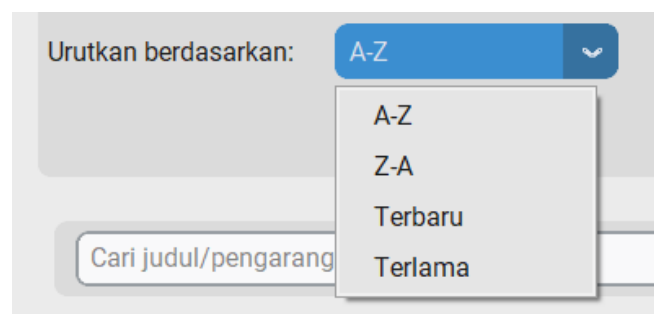 Urutkan berdasarkan: A-Z
A-Z
Z-A
Terbaru
Terlama
Cari judul/pengarang